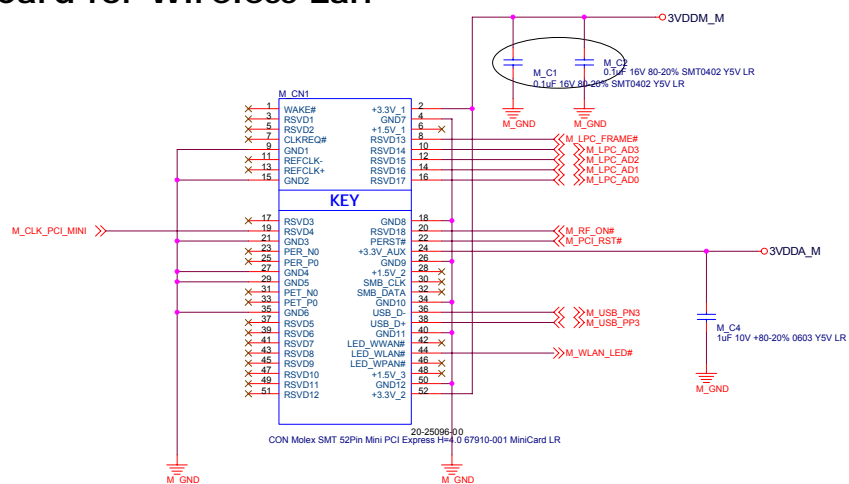 3VDDM_M
M_C1
0.1uF 16V 80-20% SMT0402 Y5V LR
M_C2
0.1uF 16V 80-20% SMT0402 Y5V LR
M_GND
M_GND
M_CN1
1 WAKE# +3.3V_1 2
3 RSVD1 GND7 4
5 RSVD2 +1.5V_1 6
7 CLKREQ# RSVD13 8 M_LPC_FRAME#
9 GND1 RSVD14 10 M_LPC_AD3
11 REFCLK- RSVD15 12 M_LPC_AD2
13 REFCLK+ RSVD16 14 M_LPC_AD1
15 GND2 RSVD17 16 M_LPC_AD0
KEY
17 RSVD3 GND8 18
M_CLK_PCI_MINI 19 RSVD4 RSVD18 20 M_RF_ON#
21 GND3 PERST# 22 M_PCI_RST#
23 PER_N0 +3.3V_AUX 24 3VDDA_M
25 PER_P0 GND9 26
27 GND4 +1.5V_2 28
29 GND5 SMB_CLK 30
31 PET_N0 SMB_DATA 32
33 PET_P0 GND10 34
35 GND6 USB_D- 36 M_USB_PN3
37 RSVD5 USB_D+ 38 M_USB_PP3
39 RSVD6 GND11 40
41 RSVD7 LED_WWAN# 42
43 RSVD8 LED_WLAN# 44 M_WLAN_LED#
45 RSVD9 LED_WPAN# 46
47 RSVD10 +1.5V_3 48
49 RSVD11 GND12 50
51 RSVD12 +3.3V_2 52
M_C4
1uF 10V +80-20% 0603 Y5V LR
M_GND
20-25096-00
CON Molex SMT 52Pin Mini PCI Express H=4.0 67910-001 MiniCard LR
M_GND
M_GND